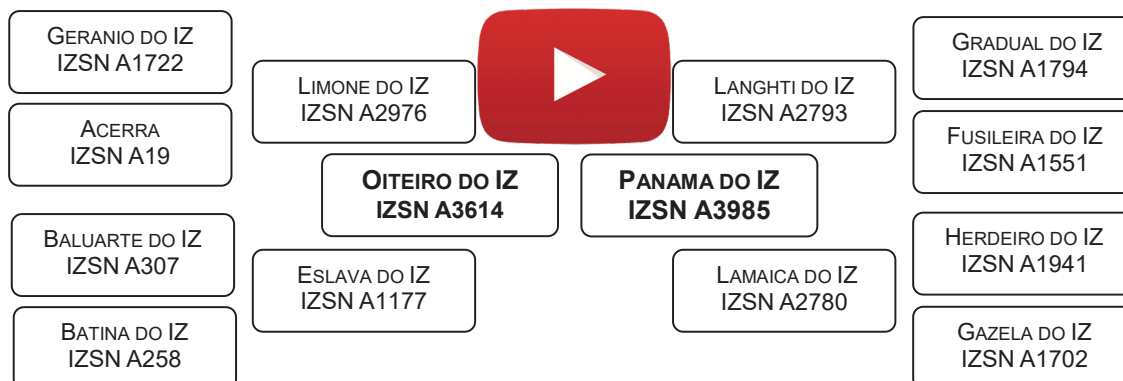 GERANIO DO IZ
IZSN A1722
ACERRA
IZSN A19
LIMONE DO IZ
IZSN A2976
OITEIRO DO IZ
IZSN A3614
BALUARTE DO IZ
IZSN A307
BATINA DO IZ
IZSN A258
ESLAVA DO IZ
IZSN A1177
LANGHTI DO IZ
IZSN A2793
PANAMA DO IZ
IZSN A3985
LAMAICA DO IZ
IZSN A2780
GRADUAL DO IZ
IZSN A1794
FUSILEIRA DO IZ
IZSN A1551
HERDEIRO DO IZ
IZSN A1941
GAZELA DO IZ
IZSN A1702